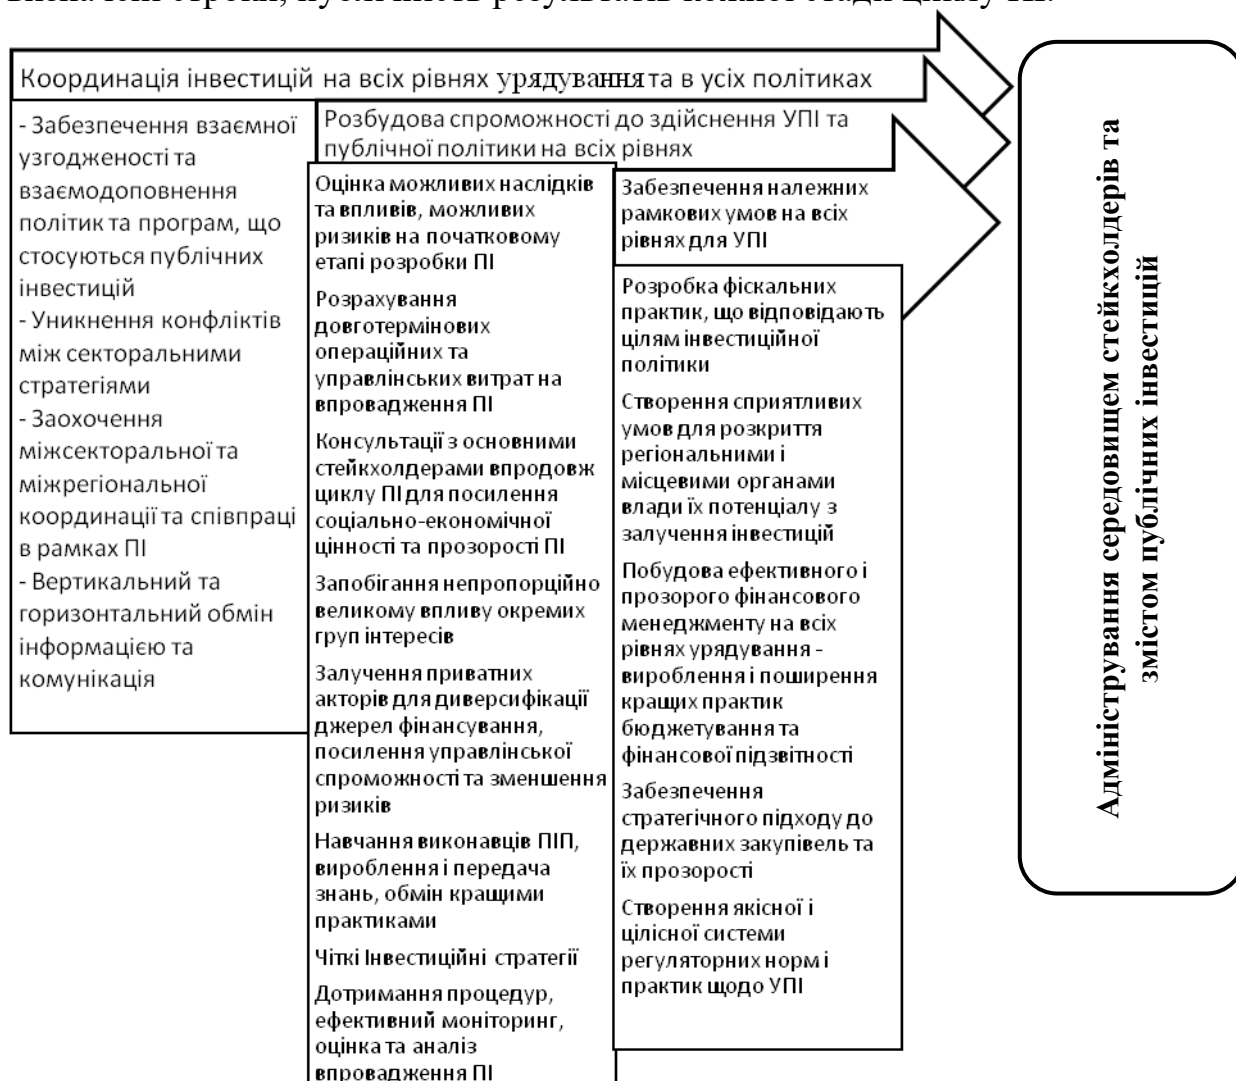 визначені строки, публічність результатів кожної стадії циклу ПІ.
Координація інвестицій на всіх рівнях урядування та в усіх політиках
- Забезпечення взаємної
узгодженості та
взаємодоповнення
політик та програм, що
стосуються публічних
інвестицій
- Уникнення конфліктів
між секторальними
стратегіями
- Заохочення
міжсекторальної та
міжрегіональної
координації та співпраці
в рамках ПІ
- Вертикальний та
горизонтальний обмін
інформацією та
комунікація
Розбудова спроможності до здійснення УПІ та
публічної політики на всіх рівнях
Оцінка можливих наслідків
та впливів, можливих
ризиків на початковому
етапі розробки ПІ
Розрахування
довготермінових
операційних та
управлінських витрат на
впровадження ПІ
Консультації з основними
стейкхолдерами впродовж
циклу ПІ для посилення
соціально-економічної
цінності та прозорості ПІ
Запобігання непропорційно
великому впливу окремих
груп інтересів
Залучення приватних
акторів для диверсифікації
джерел фінансування,
посилення управлінської
спроможності та зменшення
ризиків
Навчання виконавців ПІП,
вироблення і передача
знань, обмін кращими
практиками
Чіткі Інвестиційні стратегії
Дотримання процедур,
ефективний моніторинг,
оцінка та аналіз
впровадження ПІ
Забезпечення належних
рамкових умов на всіх
рівнях для УПІ
Розробка фіскальних
практик, що відповідають
цілям інвестиційної
політики
Створення сприятливих
умов для розкриття
регіональними і
місцевими органами
влади їх потенціалу з
залучення інвестицій
Побудова ефективного і
прозорого фінансового
менеджменту на всіх
рівнях урядування -
вироблення і поширення
кращих практик
бюджетування та
фінансової підзвітності
Забезпечення
стратегічного підходу до
державних закупівель та
їх прозорості
Створення якісної і
цілісної системи
регуляторних норм і
практик щодо УПІ
Адміністрування середовищем стейкхолдерів та
змістом публічних інвестицій